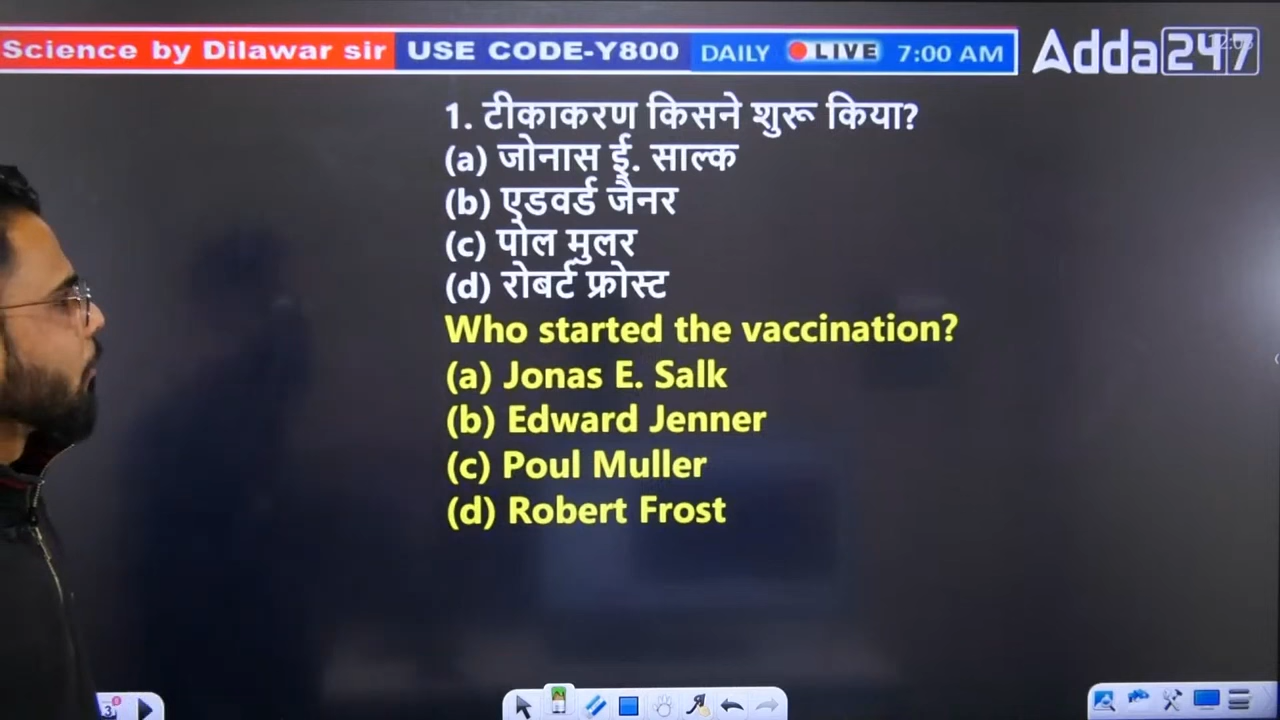 Science by Dilawar sir USE CODE-Y800 DAILY LIVE 7:00 AM Adda247
1. टीकाकरण किसने शुरू किया?
(a) जोनास ई. साल्क
(b) एडवर्ड जैनर
(c) पोल मुलर
(d) रोबर्ट फ्रोस्ट
Who started the vaccination?
(a) Jonas E. Salk
(b) Edward Jenner
(c) Poul Muller
(d) Robert Frost
3